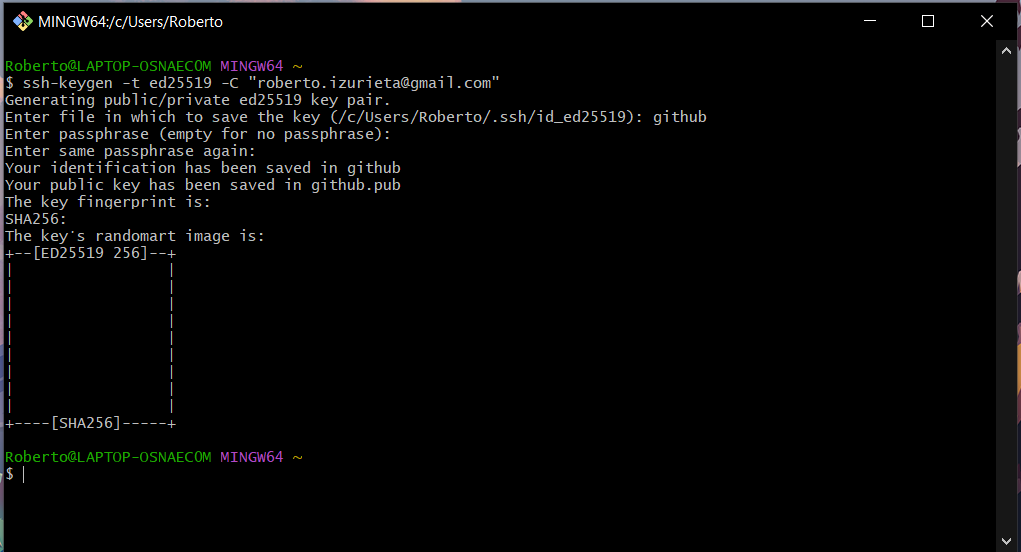 MINGW64:/c/Users/Roberto
Roberto@LAPTOP-OSNAEC0M MINGW64 ~
$ ssh-keygen -t ed25519 -C "roberto.izurieta@gmail.com"
Generating public/private ed25519 key pair.
Enter file in which to save the key (/c/Users/Roberto/.ssh/id_ed25519): github
Enter passphrase (empty for no passphrase):
Enter same passphrase again:
Your identification has been saved in github
Your public key has been saved in github.pub
The key fingerprint is:
SHA256:
The key's randomart image is:
+--[ED25519 256]--+
|                 |
|                 |
|                 |
|                 |
|                 |
|                 |
|                 |
|                 |
|                 |
+----[SHA256]-----+
Roberto@LAPTOP-OSNAEC0M MINGW64 ~
$